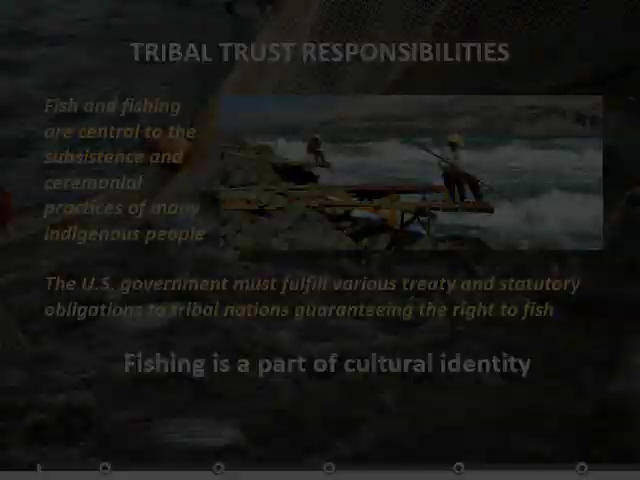 TRIBAL TRUST RESPONSIBILITIES
Fish and fishing
are central to the
subsistence and
ceremonial
practices of many
indigenous people
The U.S. government must fulfill various treaty and statutory
obligations to tribal nations guaranteeing the right to fish
Fishing is a part of cultural identity